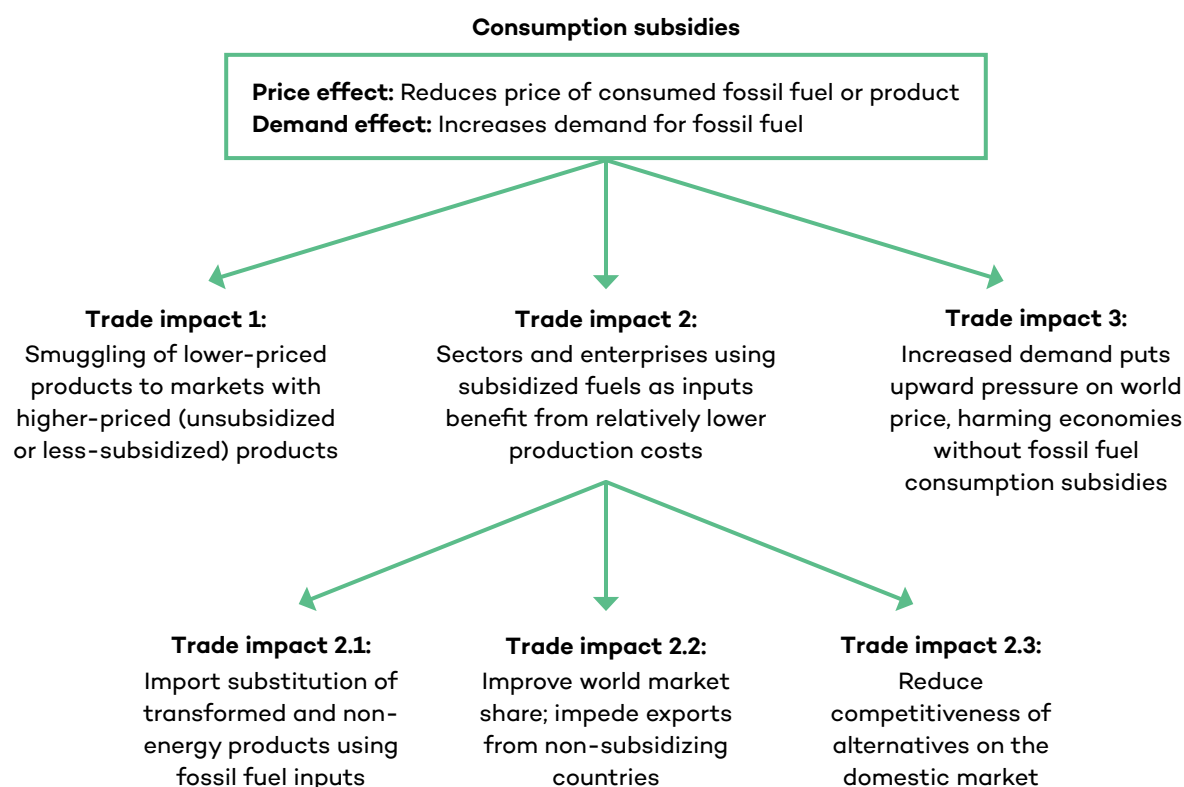 Consumption subsidies
Price effect: Reduces price of consumed fossil fuel or product
Demand effect: Increases demand for fossil fuel
Trade impact 1:
Smuggling of lower-priced
products to markets with
higher-priced (unsubsidized
or less-subsidized) products
Trade impact 2:
Sectors and enterprises using
subsidized fuels as inputs
benefit from relatively lower
production costs
Trade impact 3:
Increased demand puts
upward pressure on world
price, harming economies
without fossil fuel
consumption subsidies
Trade impact 2.1:
Import substitution of
transformed and non-
energy products using
fossil fuel inputs
Trade impact 2.2:
Improve world market
share; impede exports
from non-subsidizing
countries
Trade impact 2.3:
Reduce
competitiveness of
alternatives on the
domestic market